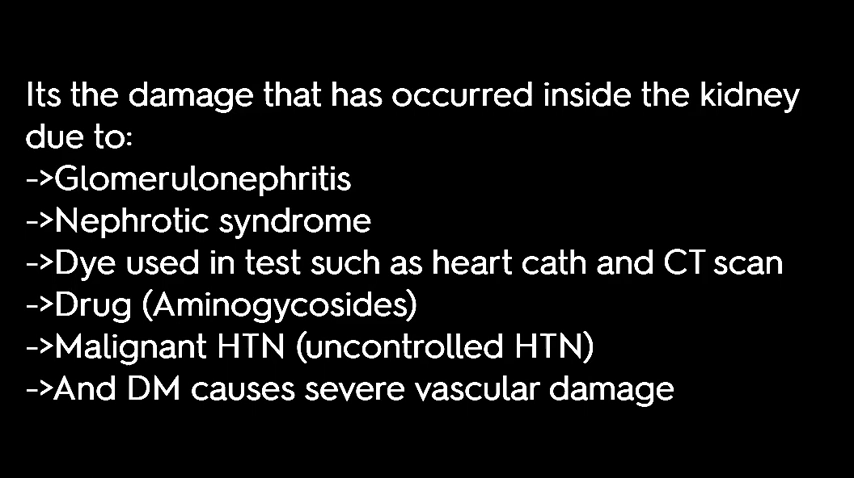 Its the damage that has occurred inside the kidney
due to:
->Glomerulonephritis
->Nephrotic syndrome
->Dye used in test such as heart cath and CT scan
->Drug (Aminogycosides)
->Malignant HTN (uncontrolled HTN)
->And DM causes severe vascular damage